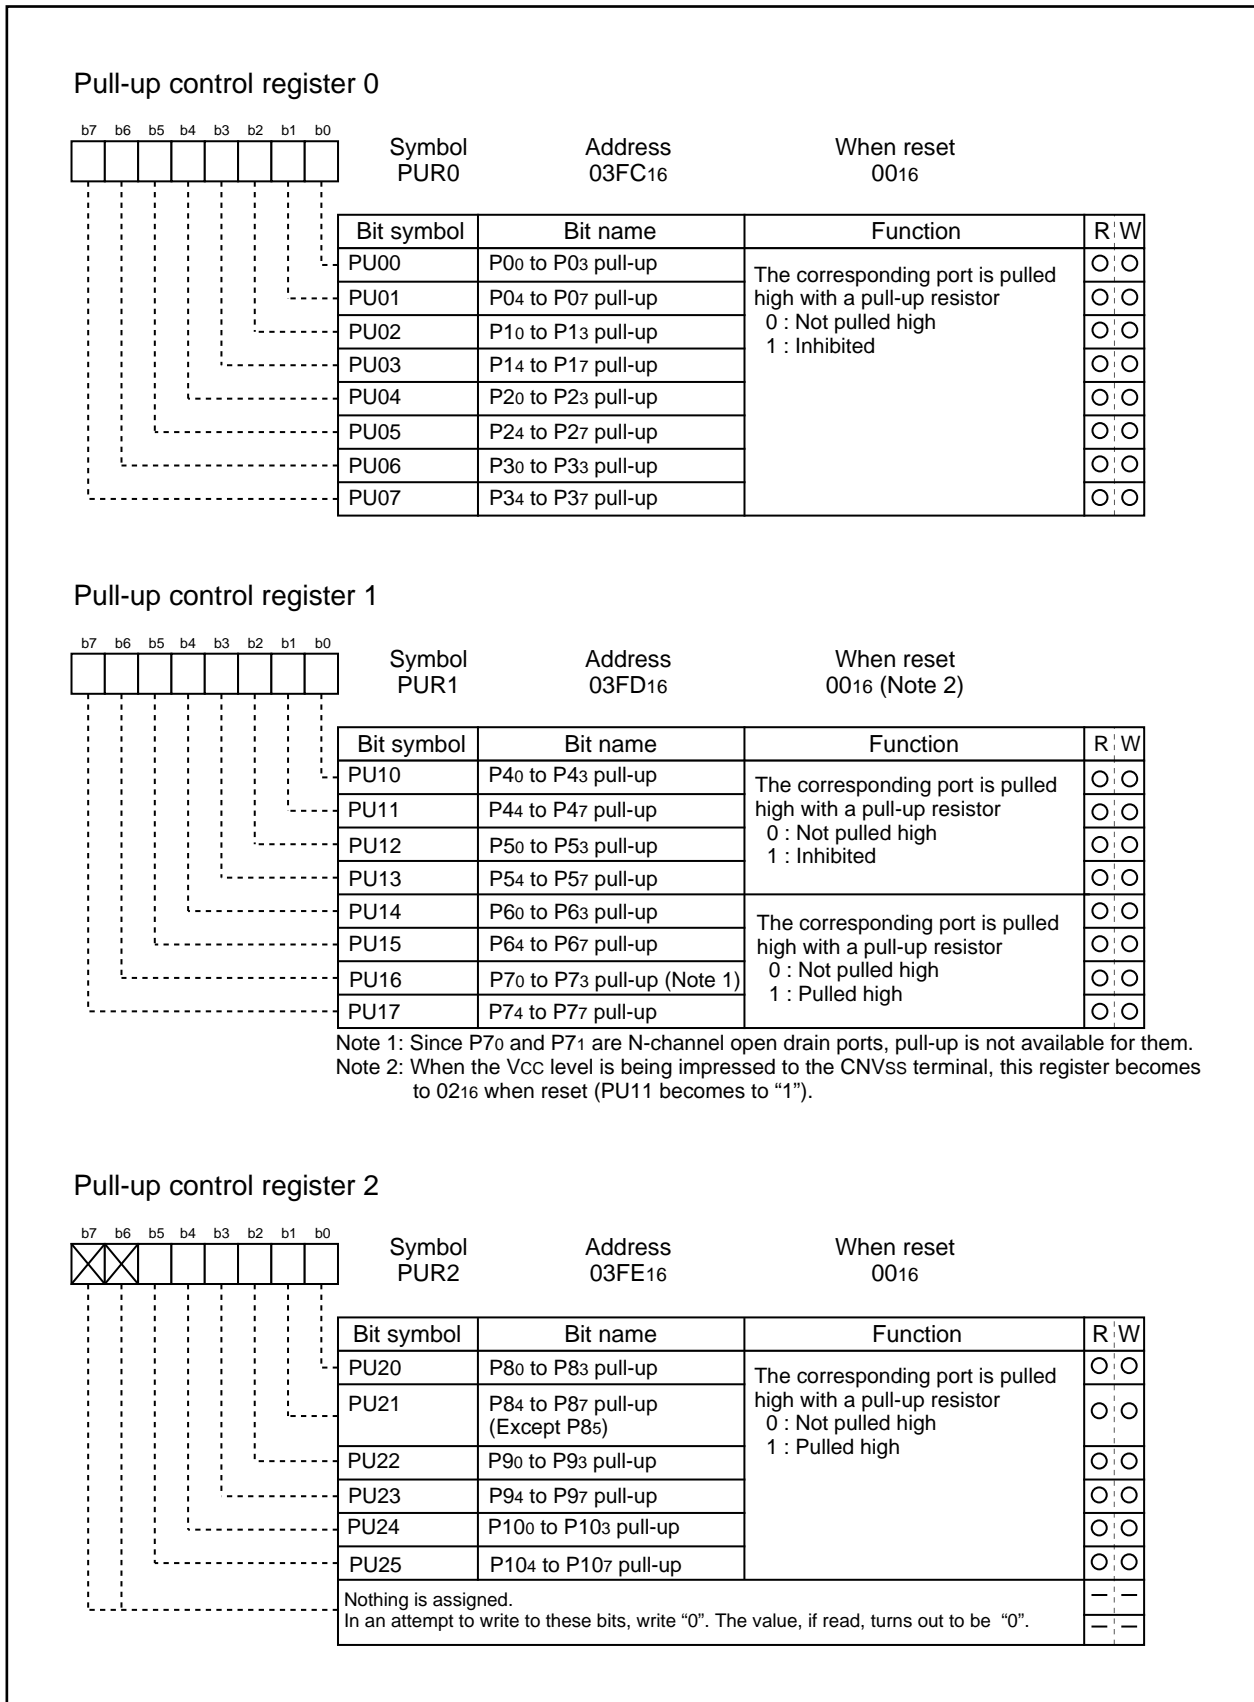 Pull-up control register 0
b7 b6 b5 b4 b3 b2 b1 b0
Symbol Address When reset
PUR0 03FC16 0016
Bit symbol Bit name Function R W
PU00 P00 to P03 pull-up The corresponding port is pulled
PU01 P04 to P07 pull-up high with a pull-up resistor
PU02 P10 to P13 pull-up 0 : Not pulled high
PU03 P14 to P17 pull-up 1 : Inhibited
PU04 P20 to P23 pull-up
PU05 P24 to P27 pull-up
PU06 P30 to P33 pull-up
PU07 P34 to P37 pull-up
Pull-up control register 1
b7 b6 b5 b4 b3 b2 b1 b0
Symbol Address When reset
PUR1 03FD16 0016 (Note 2)
Bit symbol Bit name Function R W
PU10 P40 to P43 pull-up The corresponding port is pulled
PU11 P44 to P47 pull-up high with a pull-up resistor
PU12 P50 to P53 pull-up 0 : Not pulled high
PU13 P54 to P57 pull-up 1 : Inhibited
PU14 P60 to P63 pull-up The corresponding port is pulled
PU15 P64 to P67 pull-up high with a pull-up resistor
PU16 P70 to P73 pull-up (Note 1) 0 : Not pulled high
PU17 P74 to P77 pull-up 1 : Pulled high
Note 1: Since P70 and P71 are N-channel open drain ports, pull-up is not available for them.
Note 2: When the VCC level is being impressed to the CNVSS terminal, this register becomes
to 0216 when reset (PU11 becomes to “1”).
Pull-up control register 2
b7 b6 b5 b4 b3 b2 b1 b0
Symbol Address When reset
PUR2 03FE16 0016
Bit symbol Bit name Function R W
PU20 P80 to P83 pull-up The corresponding port is pulled
PU21 P84 to P87 pull-up high with a pull-up resistor
(Except P85) 0 : Not pulled high
PU22 P90 to P93 pull-up 1 : Pulled high
PU23 P94 to P97 pull-up
PU24 P100 to P103 pull-up
PU25 P104 to P107 pull-up
Nothing is assigned.
In an attempt to write to these bits, write “0”. The value, if read, turns out to be “0”.